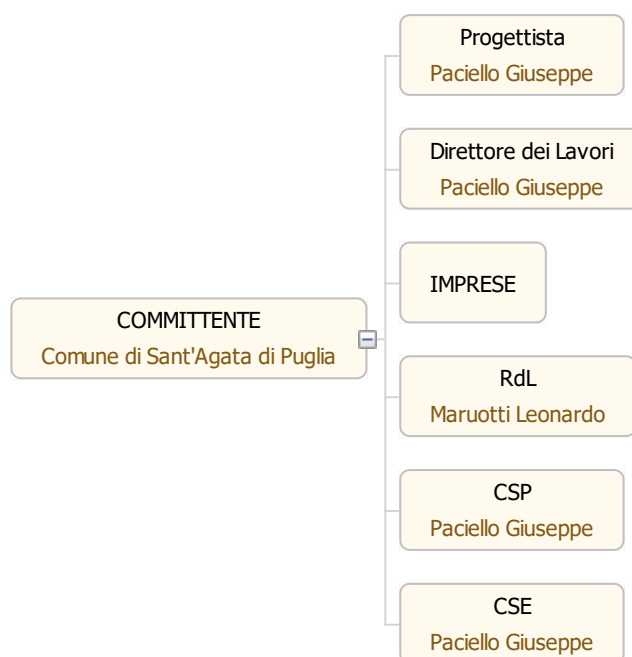 Progettista
Paciello Giuseppe
Direttore dei Lavori
Paciello Giuseppe
IMPRESE
COMMITTENTE
Comune di Sant'Agata di Puglia
RdL
Maruotti Leonardo
CSP
Paciello Giuseppe
CSE
Paciello Giuseppe